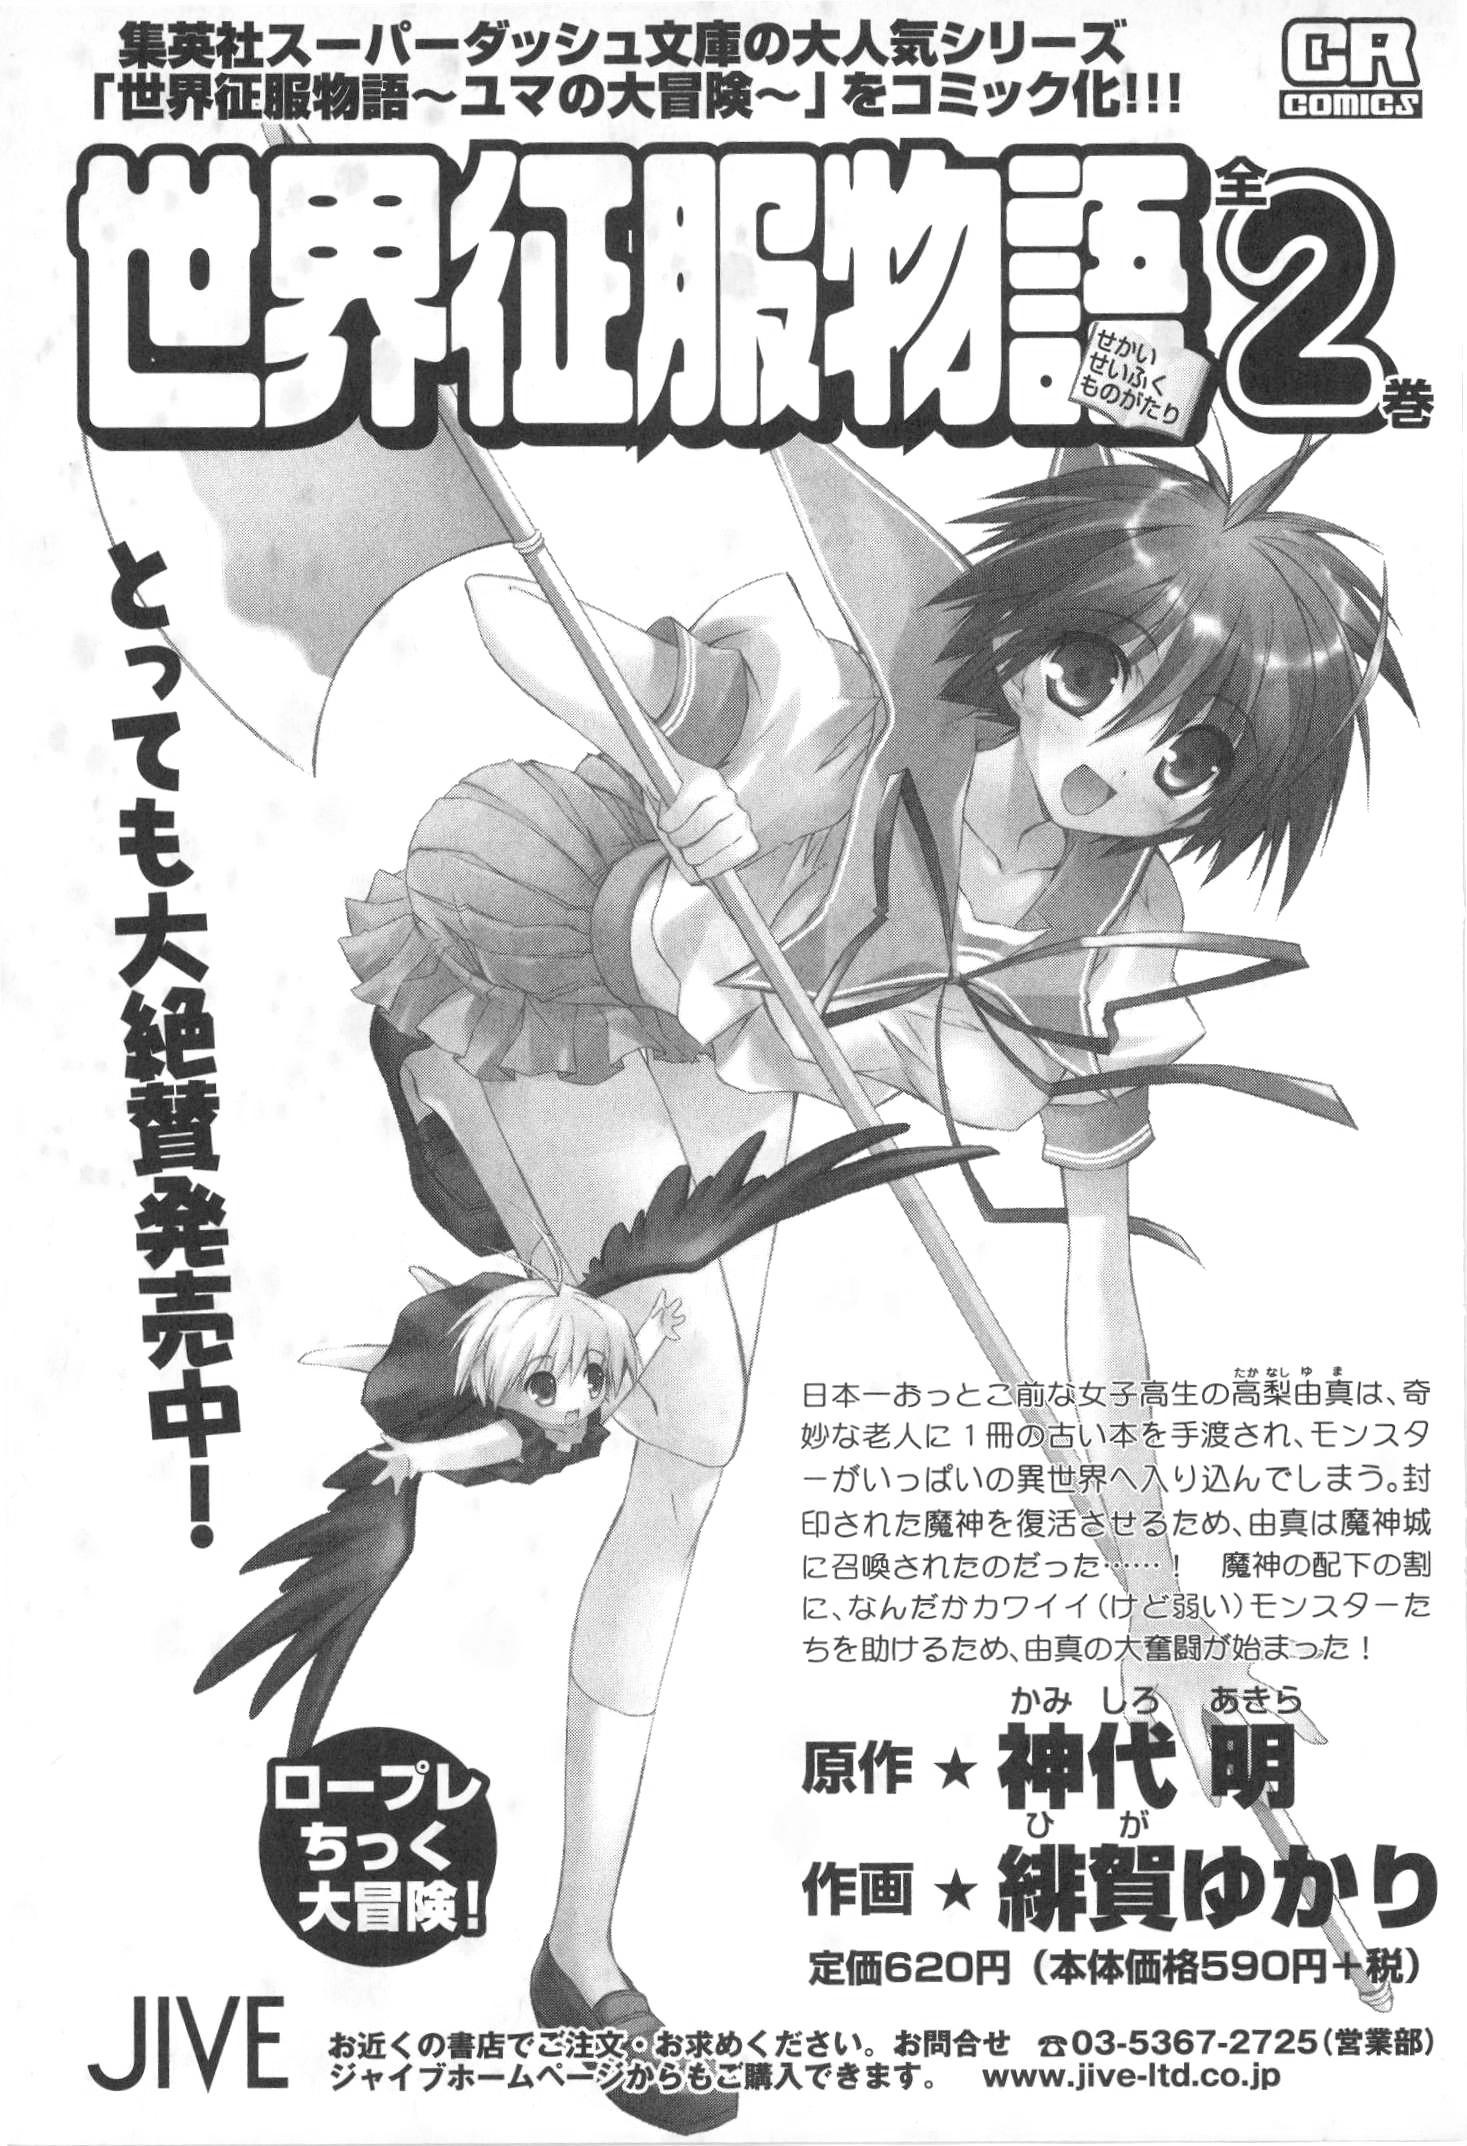 集英社スーパーダッシュ文庫の大人気シリーズ
「世界征服物語~ユマの大冒険~」をコミック化!!!
CR
COMICS
世界征服物語
全2巻
せかい
せいふく
ものがたり
とっても大絶賛発売中!
たかなしゆま
日本一おっとこ前な女子高生の高梨由真は、奇
妙な老人に1冊の古い本を手渡され、モンスタ
ーがいっぱいの異世界へ入り込んでしまう。封
印された魔神を復活させるため、由真は魔神城
に召喚されたのだった……! 魔神の配下の割
に、なんだかカワイイ(けど弱い)モンスターた
ちを助けるため、由真の大奮闘が始まった!
かみしろ あきら
原作★神代 明
ひが
作画★緋賀ゆかり
定価620円(本体価格590円+税)
ロープレ
ちっく
大冒険!
JIVE
お近くの書店でご注文・お求めください。お問合せ ☎03-5367-2725(営業部)
ジャイブホームページからもご購入できます。 www.jive-ltd.co.jp